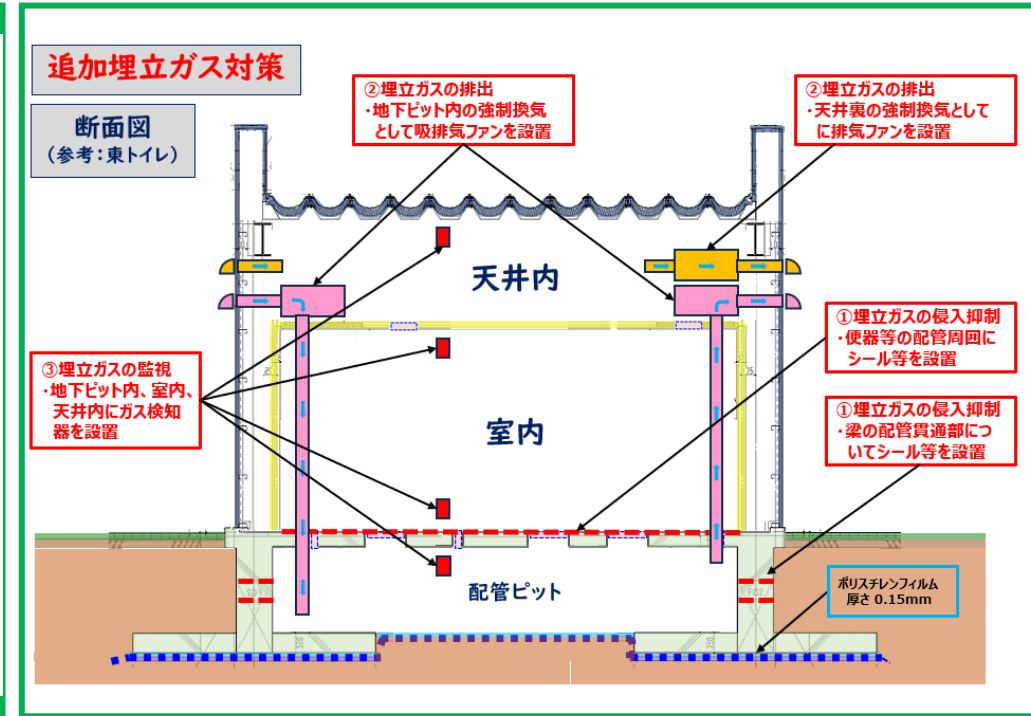 追加埋立ガス対策
断面図
(参考:東トイレ)
②埋立ガスの排出
・地下ピット内の強制換気
として吸排気ファンを設置
②埋立ガスの排出
・天井裏の強制換気として
に排気ファンを設置
天井内
①埋立ガスの侵入抑制
・便器等の配管周囲に
シール等を設置
③埋立ガスの監視
・地下ピット内、室内、
天井内にガス検知
器を設置
室内
①埋立ガスの侵入抑制
・梁の配管貫通部につ
いてシール等を設置
配管ピット
ポリスチレンフィルム
厚さ 0.15mm